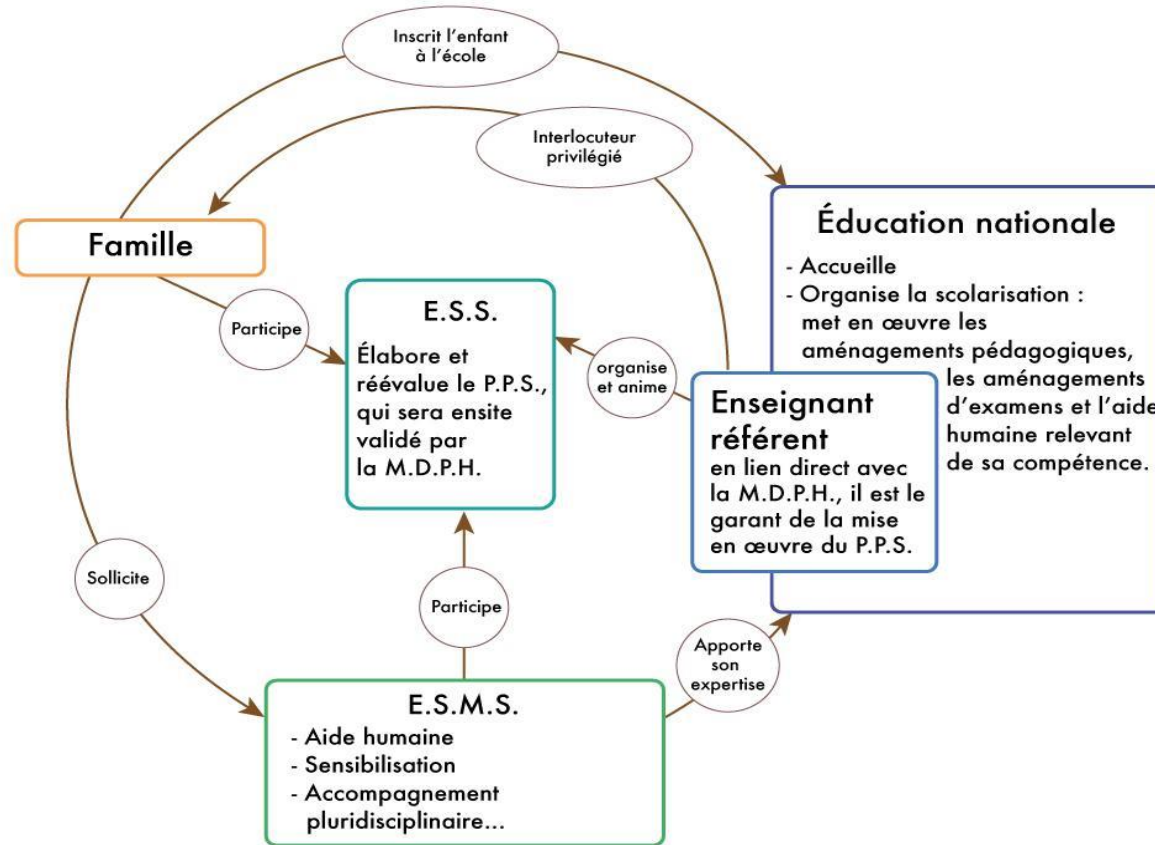 Inscrit l'enfant
à l'école
Interlocuteur
privilégié
Famille
Éducation nationale
- Accueille
- Organise la scolarisation :
met en œuvre les
aménagements pédagogiques,
les aménagements
d'examens et l'aide
humaine relevant
de sa compétence.
Participe
E.S.S.
Élabore et
réévalue le P.P.S.,
qui sera ensite
validé par
la M.D.P.H.
organise
et anime
Enseignant
référent
en lien direct avec
la M.D.P.H., il est le
garant de la mise
en œuvre du P.P.S.
Sollicite
Participe
Apporte
son
expertise
E.S.M.S.
- Aide humaine
- Sensibilisation
- Accompagnement
pluridisciplinaire...